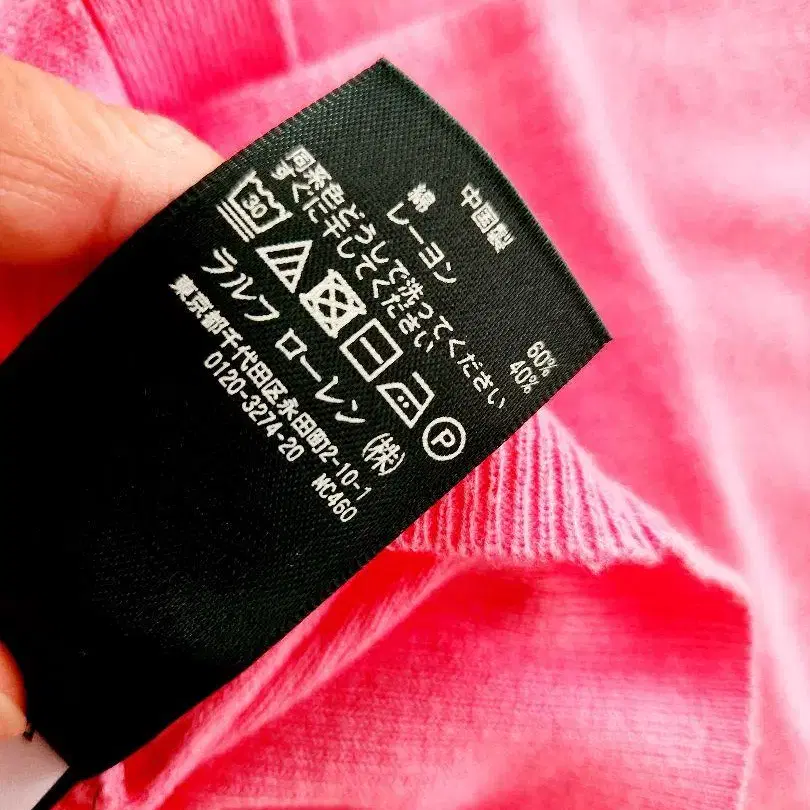 中国製
綿 60%
レーヨン 40%
同系色どうしで洗ってください
すぐに干してください
30
P
ラルフ ローレン (株)
東京都千代田区永田町2-10-1
0120-3274-20 MC460